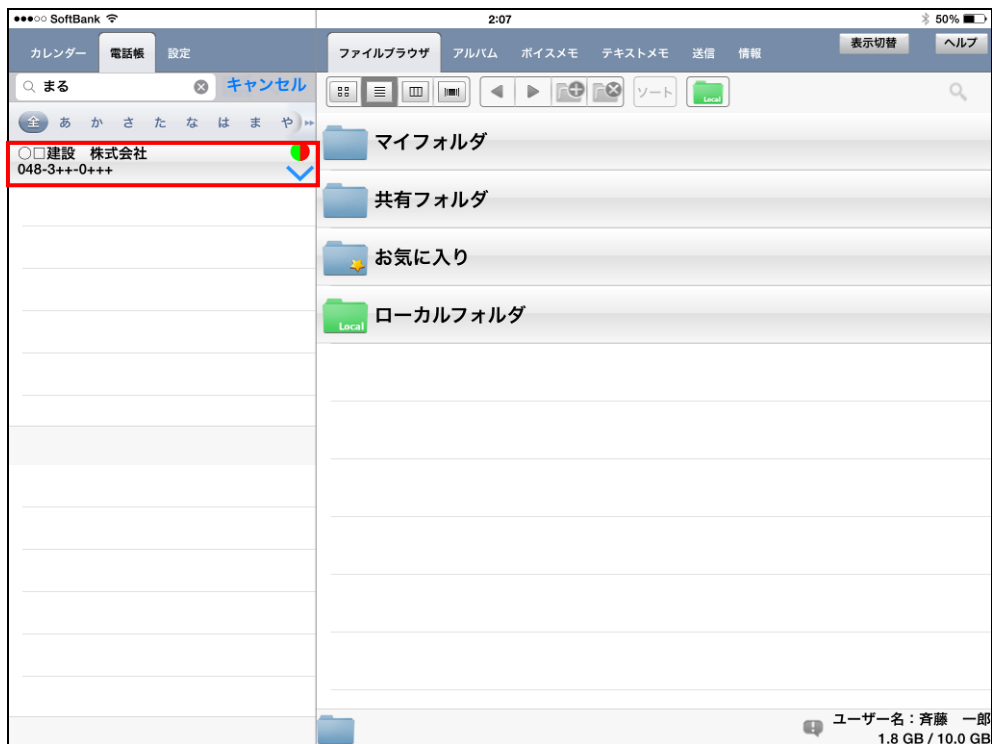 ●●●○○ SoftBank
2:07
50%
カレンダー
電話帳
設定
ファイルブラウザ
アルバム
ボイスメモ
テキストメモ
送信
情報
表示切替
ヘルプ
まる
キャンセル
ソート
Local
全 あ か さ た な は ま や
○□建設 株式会社
048-3++-0+++
マイフォルダ
共有フォルダ
お気に入り
Local
ローカルフォルダ
ユーザー名：斉藤 一郎
1.8 GB / 10.0 GB